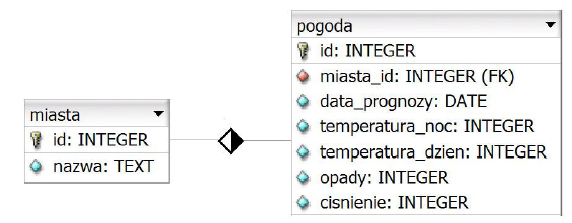 miasta
id: INTEGER
nazwa: TEXT
pogoda
id: INTEGER
miasta_id: INTEGER (FK)
data_prognozy: DATE
temperatura_noc: INTEGER
temperatura_dzien: INTEGER
opady: INTEGER
cisnienie: INTEGER